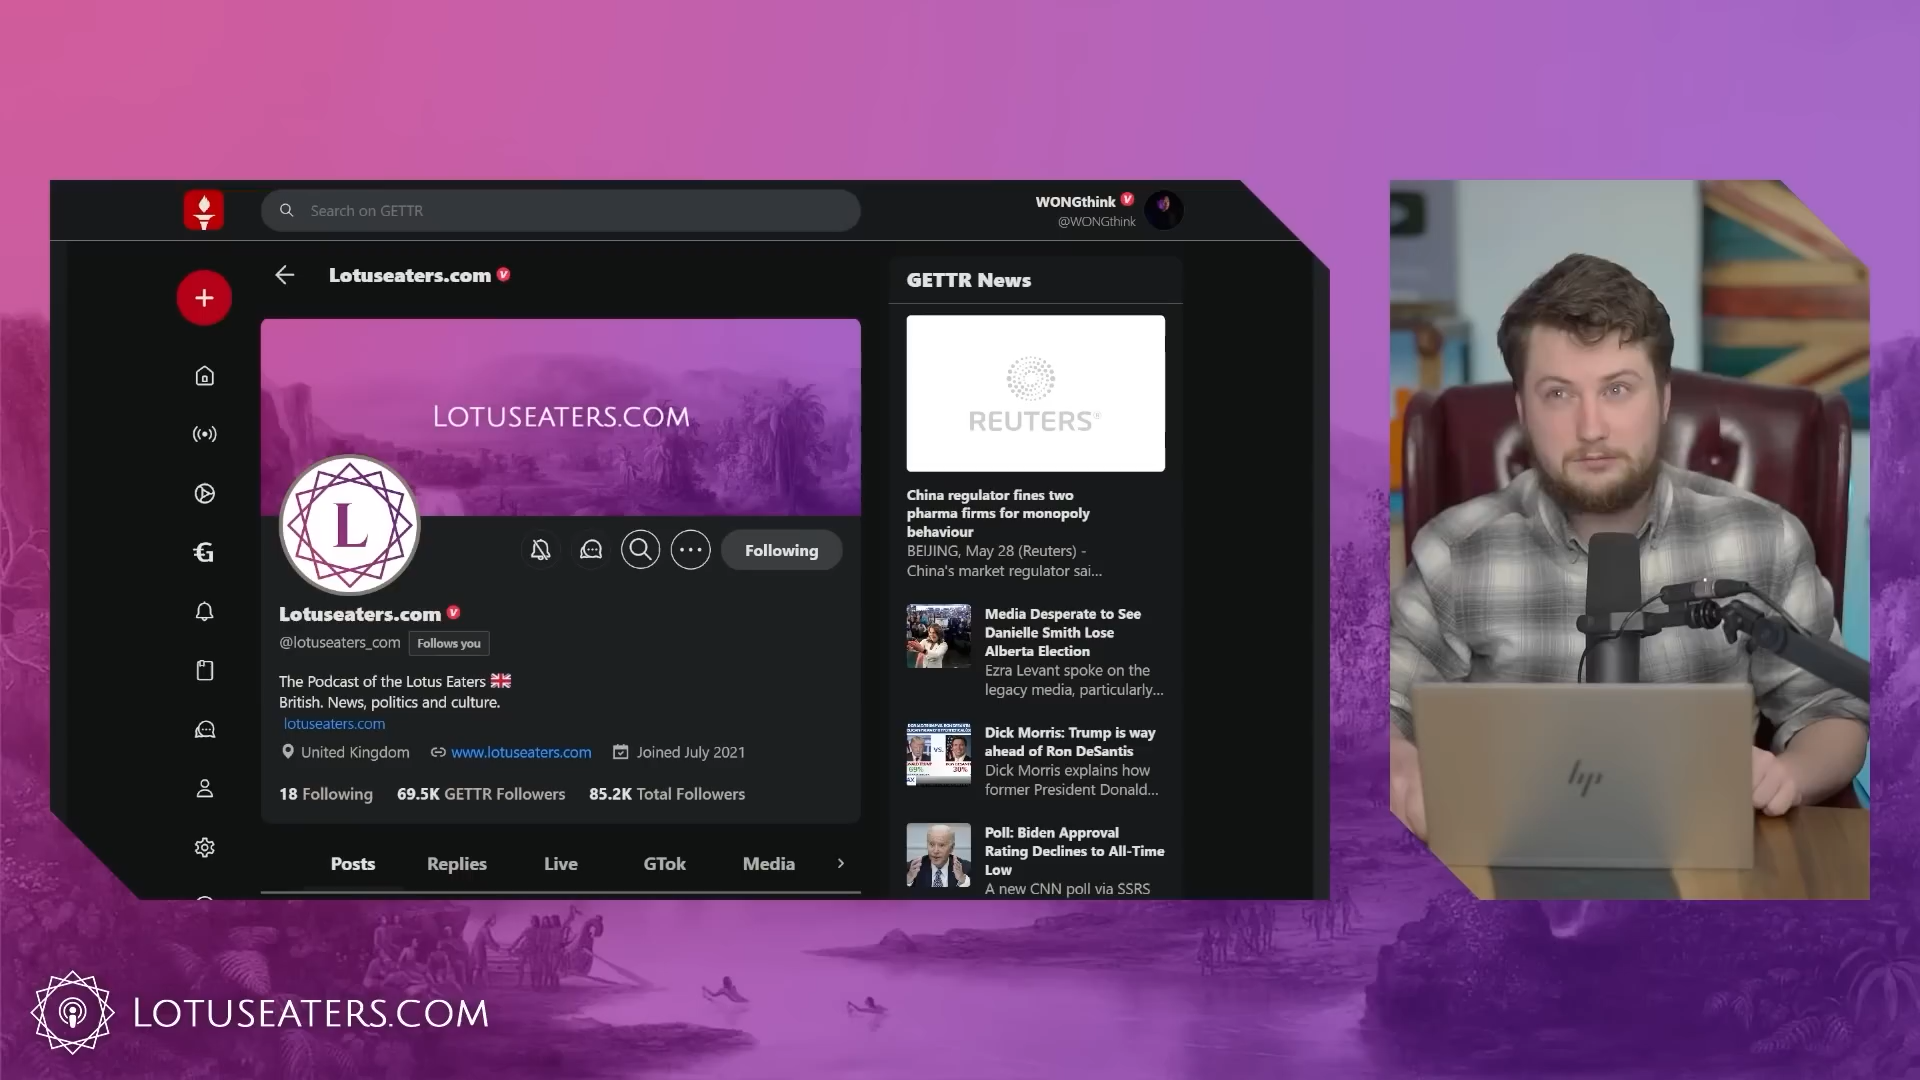 Search on GETTR
WONGthink
@WONGthink
Lotuseaters.com
LOTUSEATERS.COM
L
Following
Lotuseaters.com
@lotuseaters_com Follows you
The Podcast of the Lotus Eaters 🇬🇧
British. News, politics and culture.
lotuseaters.com
United Kingdom www.lotuseaters.com Joined July 2021
18 Following 69.5K GETTR Followers 85.2K Total Followers
Posts Replies Live GTok Media
GETTR News
REUTERS®
China regulator fines two
pharma firms for monopoly
behaviour
BEIJING, May 28 (Reuters) -
China's market regulator sai...
Media Desperate to See
Danielle Smith Lose
Alberta Election
Ezra Levant spoke on the
legacy media, particularly...
VS.
69% 30%
Dick Morris: Trump is way
ahead of Ron DeSantis
Dick Morris explains how
former President Donald...
Poll: Biden Approval
Rating Declines to All-Time
Low
A new CNN poll via SSRS
hp
LOTUSEATERS.COM